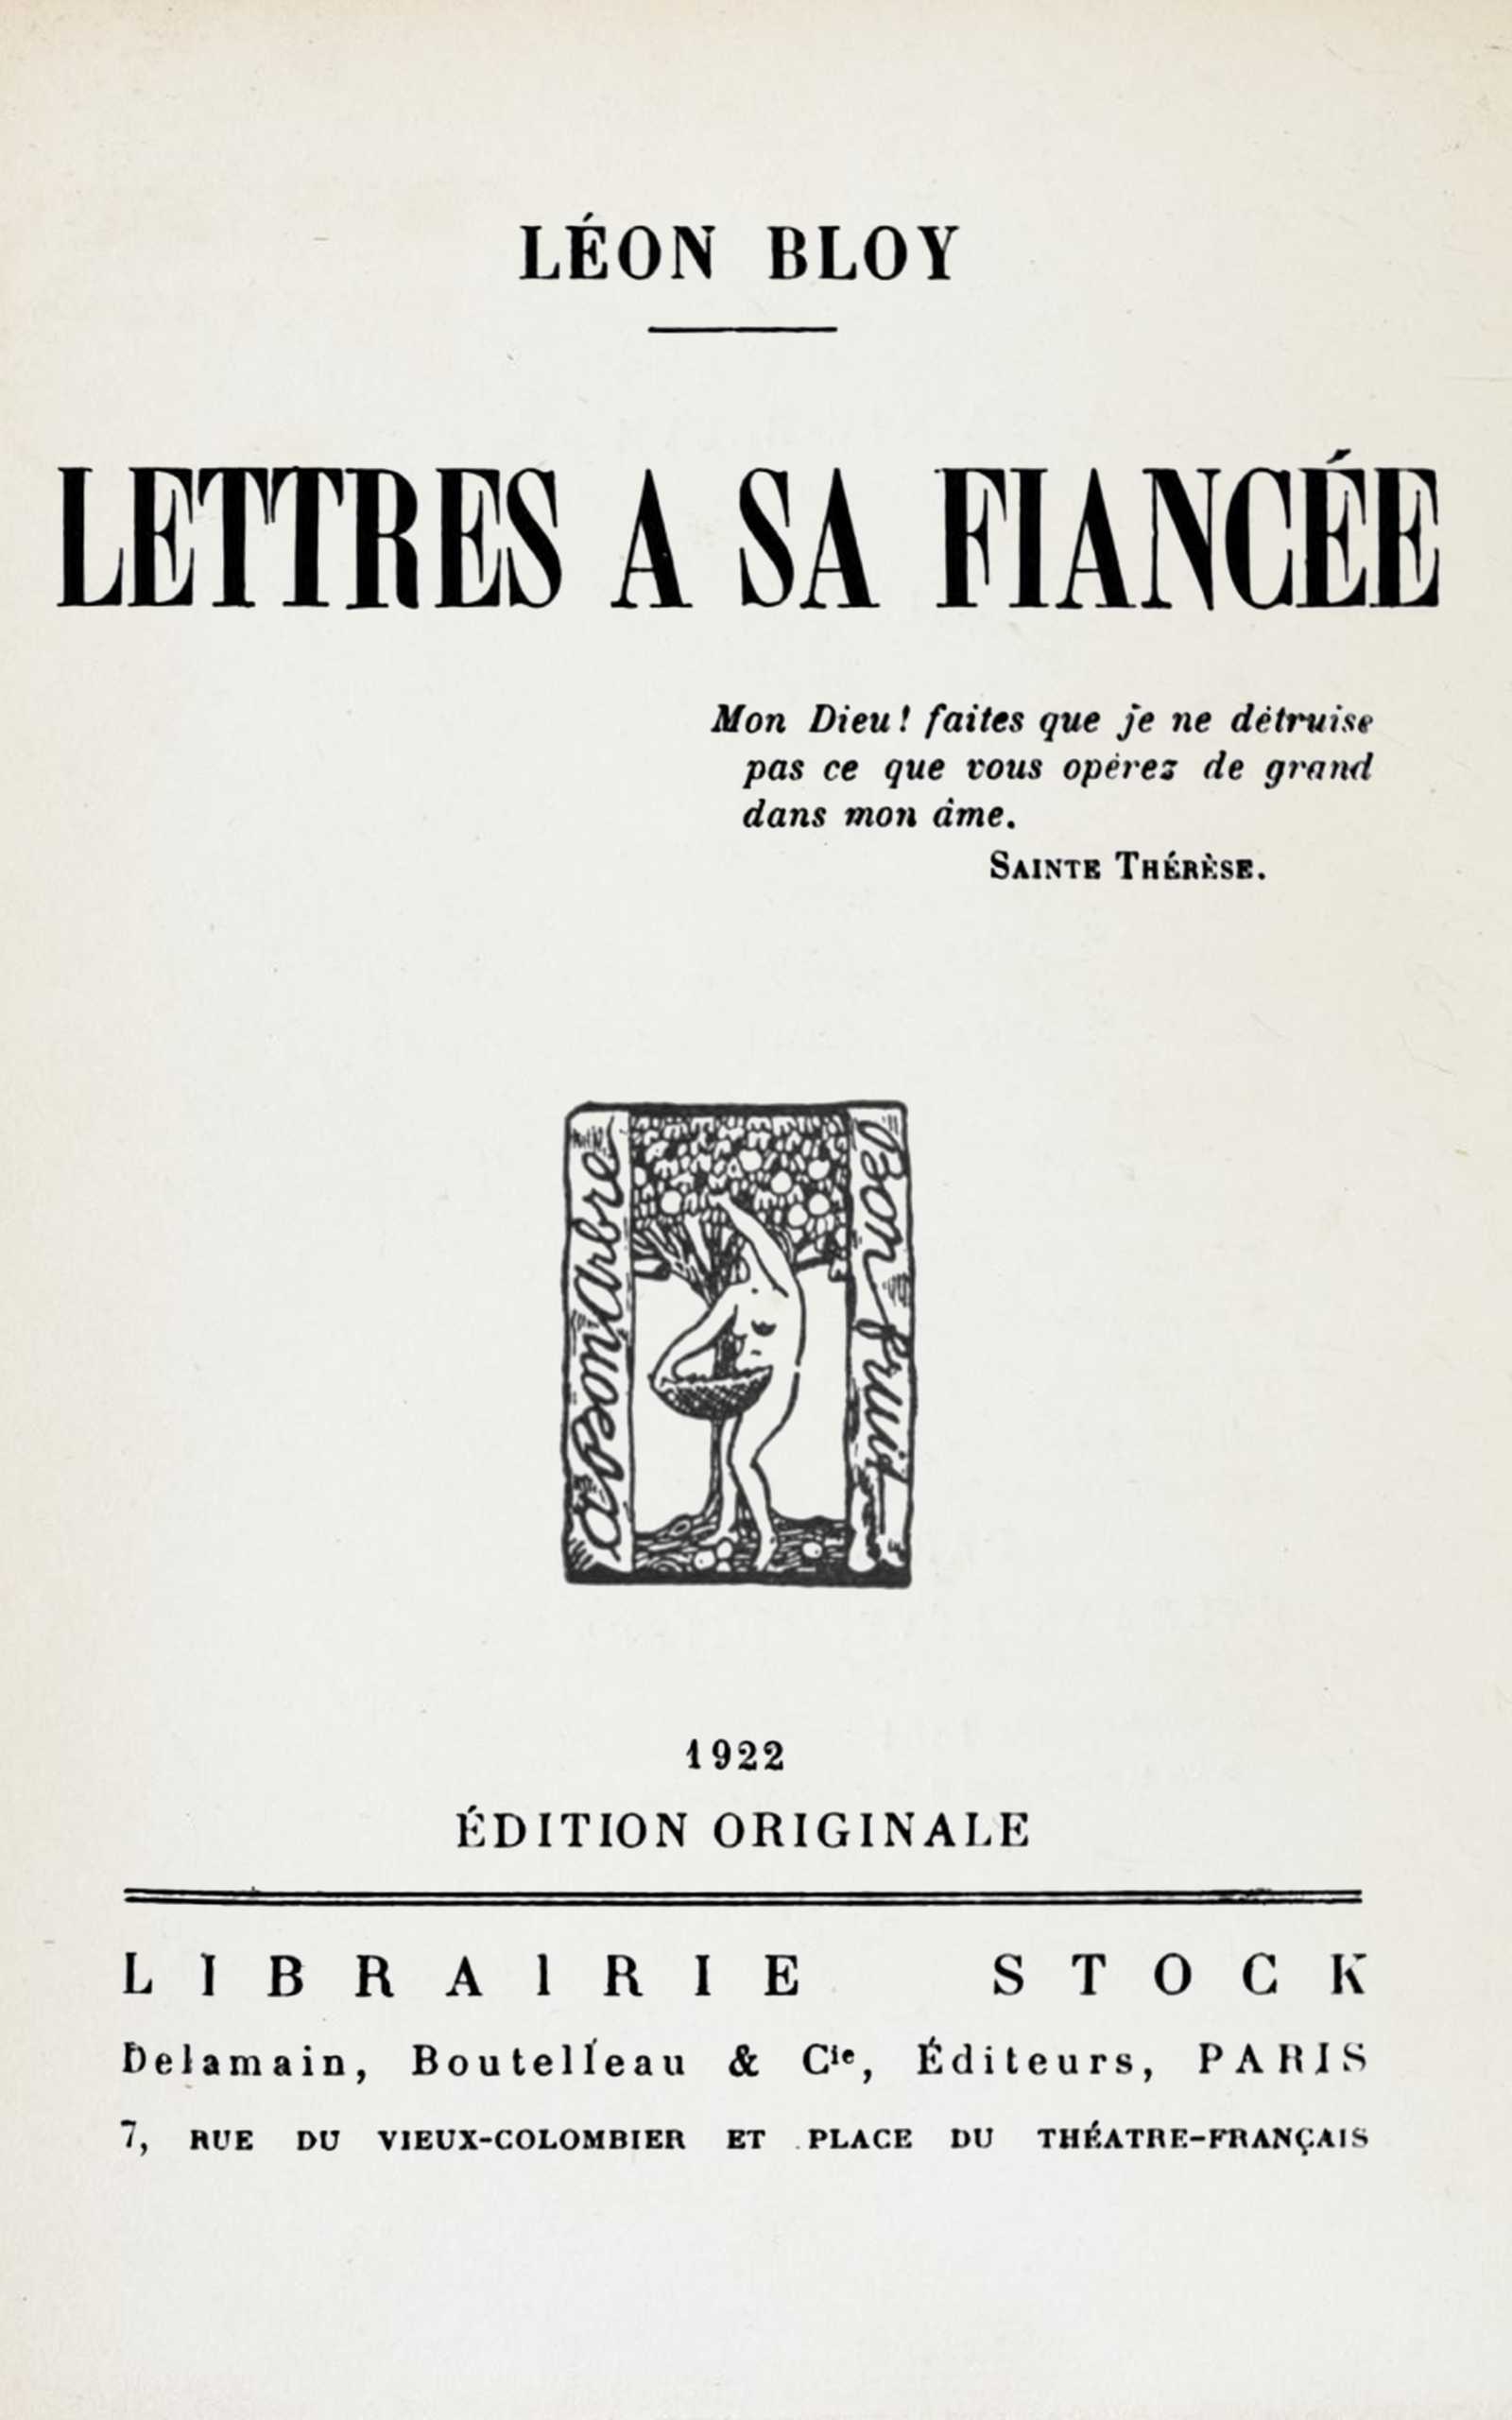 LÉON BLOY
LETTRES A SA FIANCÉE
Mon Dieu! faites que je ne détruise
pas ce que vous opérez de grand
dans mon âme.
SAINTE THÉRÈSE.
a Bon Arbre
Bon fruit
1922
ÉDITION ORIGINALE
LIBRAIRIE STOCK
Delamain, Boutelleau & Cie, Éditeurs, PARIS
7, RUE DU VIEUX-COLOMBIER ET PLACE DU THÉATRE-FRANÇAIS